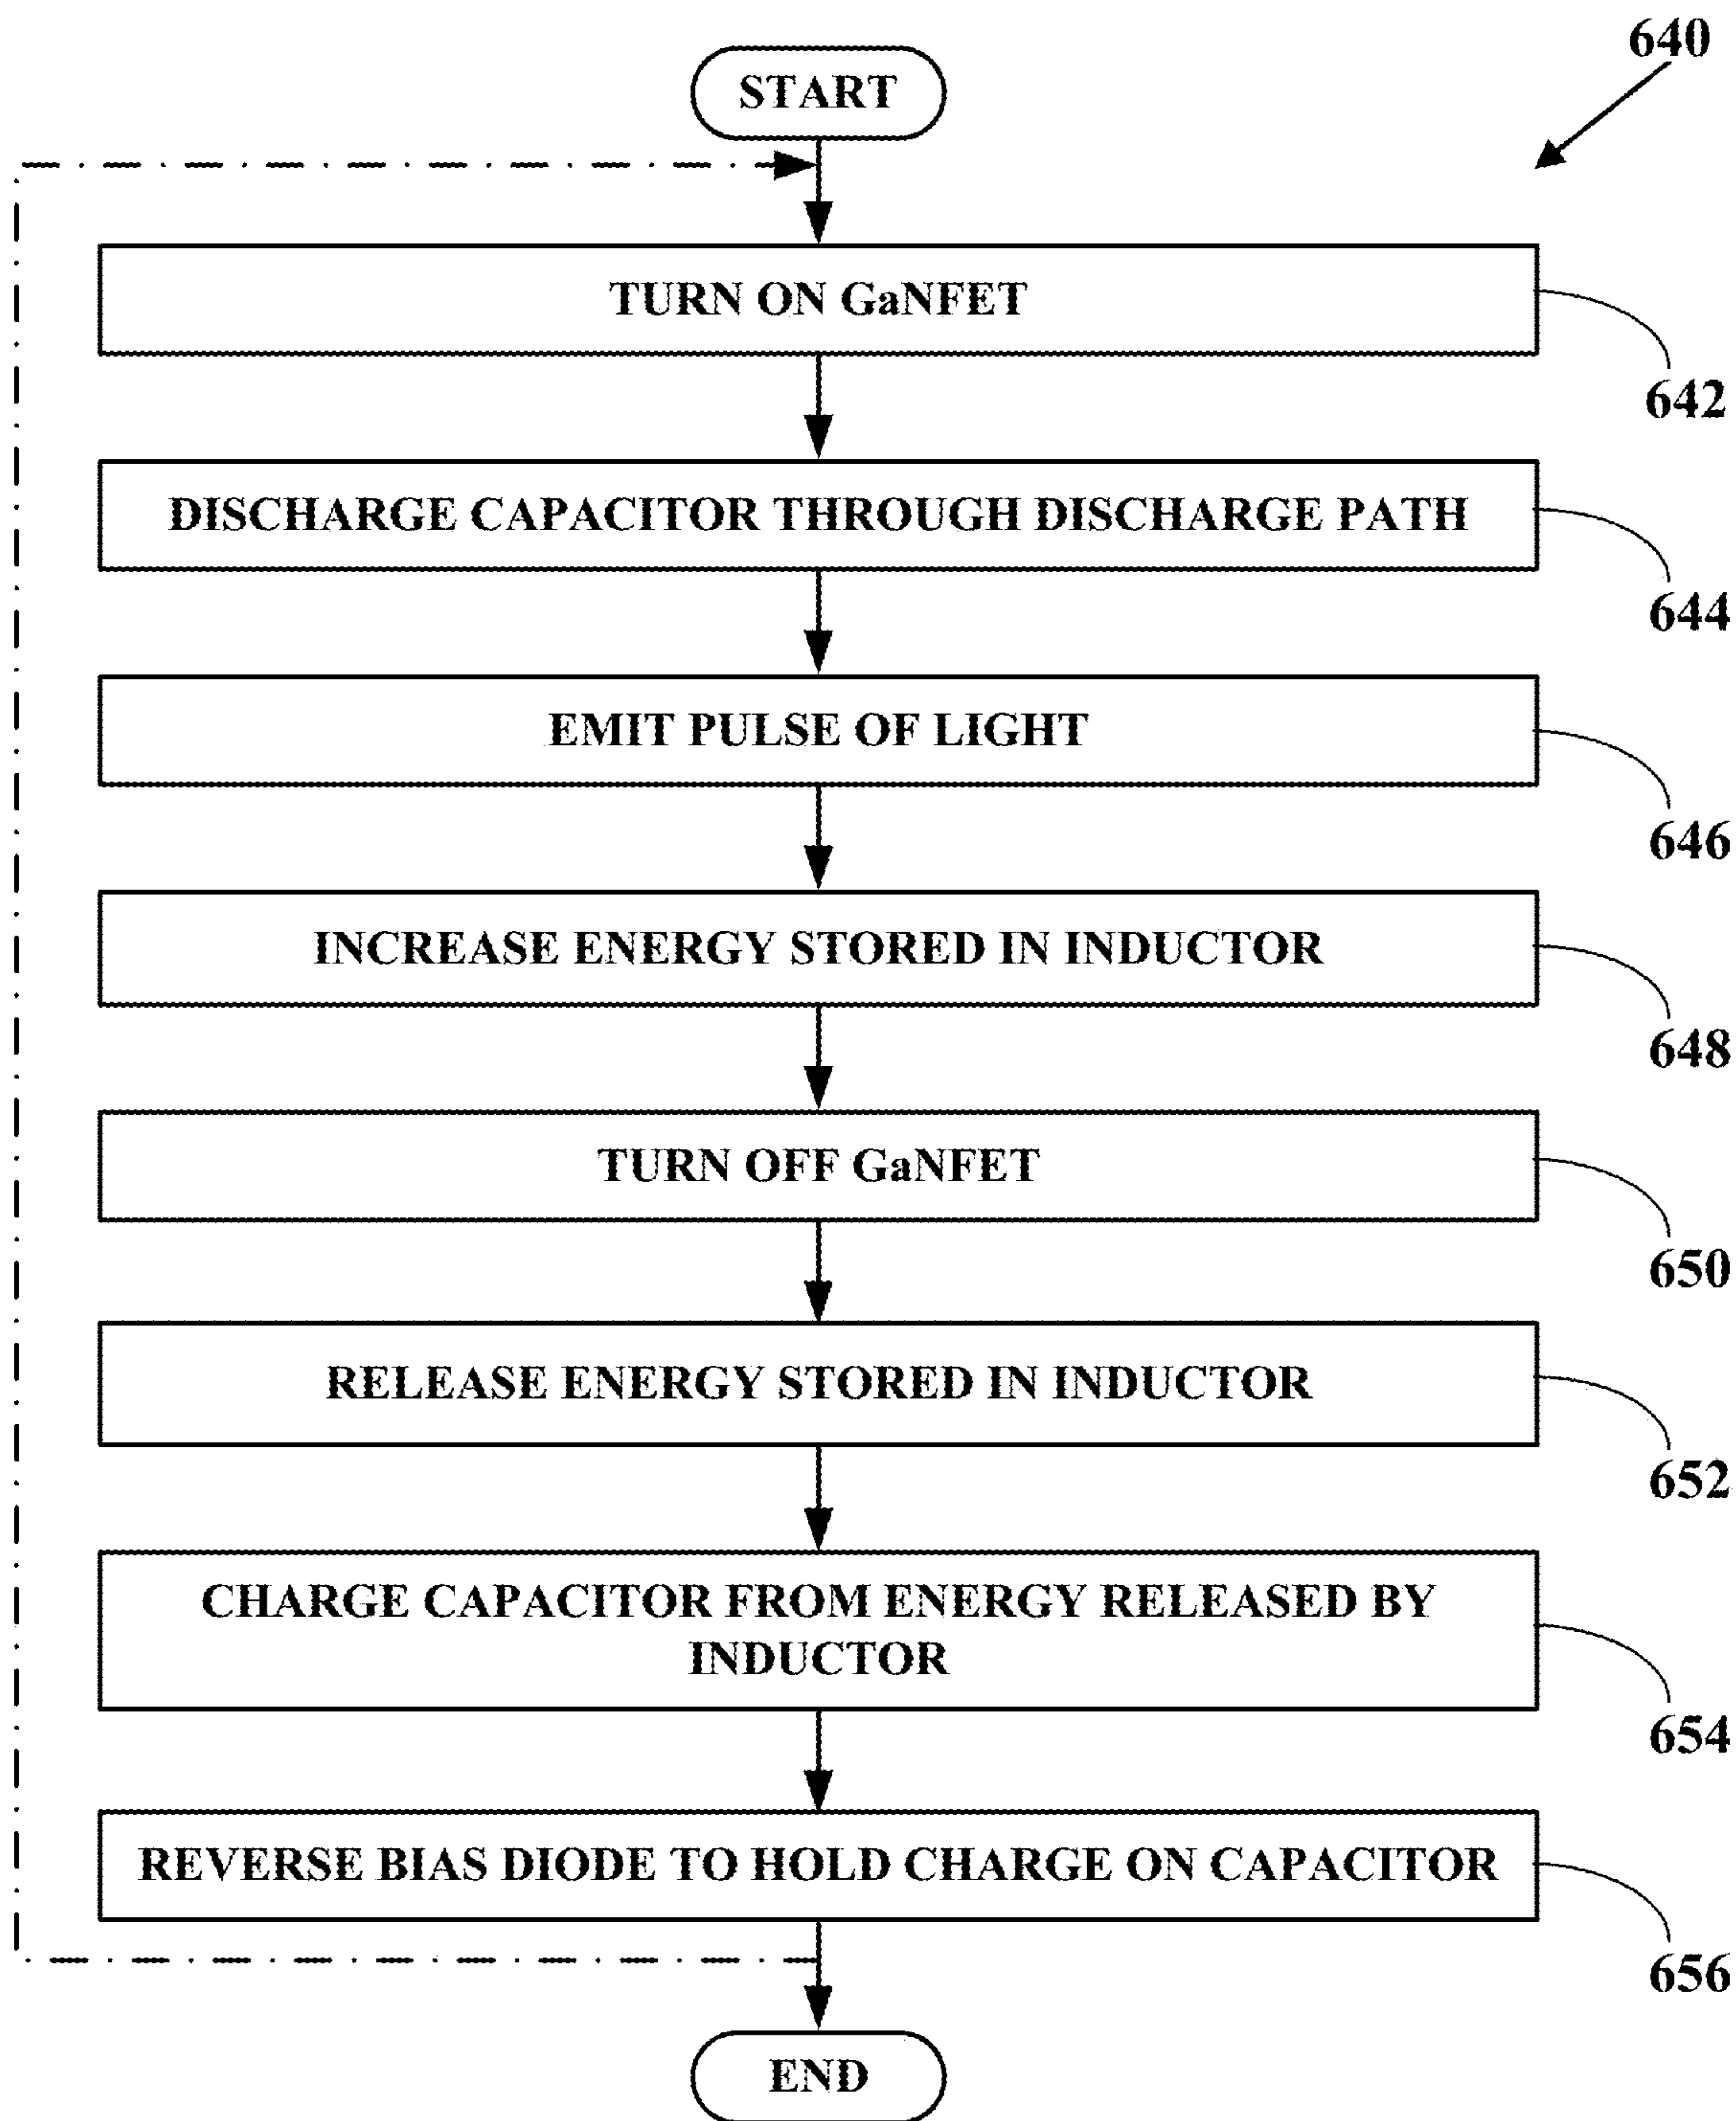 640
START
TURN ON GaNFET
642
DISCHARGE CAPACITOR THROUGH DISCHARGE PATH
644
EMIT PULSE OF LIGHT
646
INCREASE ENERGY STORED IN INDUCTOR
648
TURN OFF GaNFET
650
RELEASE ENERGY STORED IN INDUCTOR
652
CHARGE CAPACITOR FROM ENERGY RELEASED BY
INDUCTOR
654
REVERSE BIAS DIODE TO HOLD CHARGE ON CAPACITOR
656
END